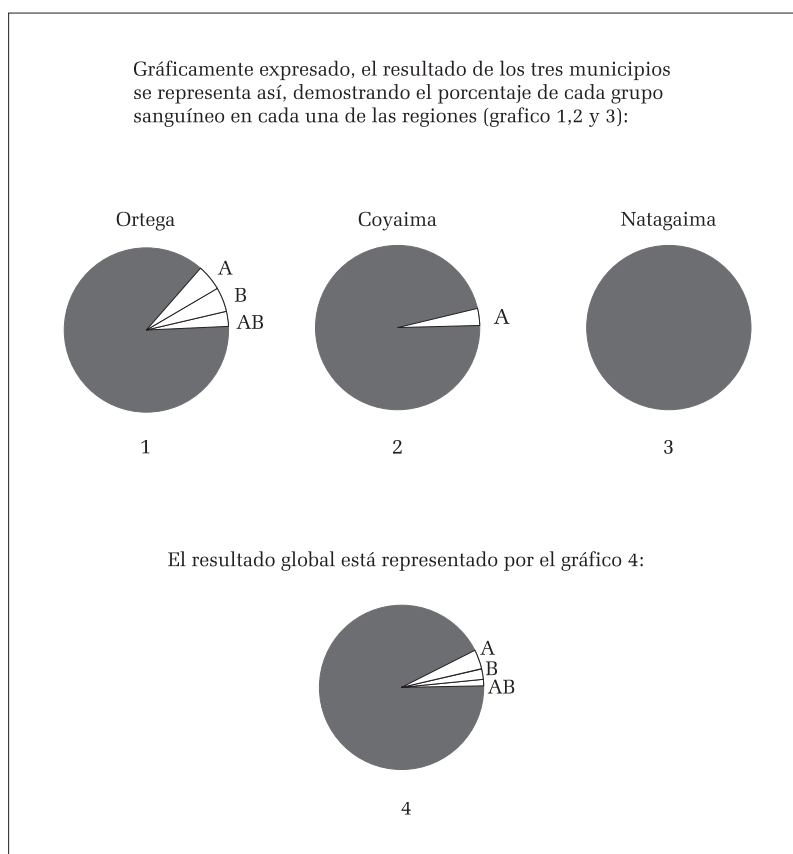 Gráficamente expresado, el resultado de los tres municipios
se representa así, demostrando el porcentaje de cada grupo
sanguíneo en cada una de las regiones (grafico 1,2 y 3):
Ortega
Coyaima
Natagaima
A
B
AB
A
1
2
3
El resultado global está representado por el gráfico 4:
A
B
AB
4